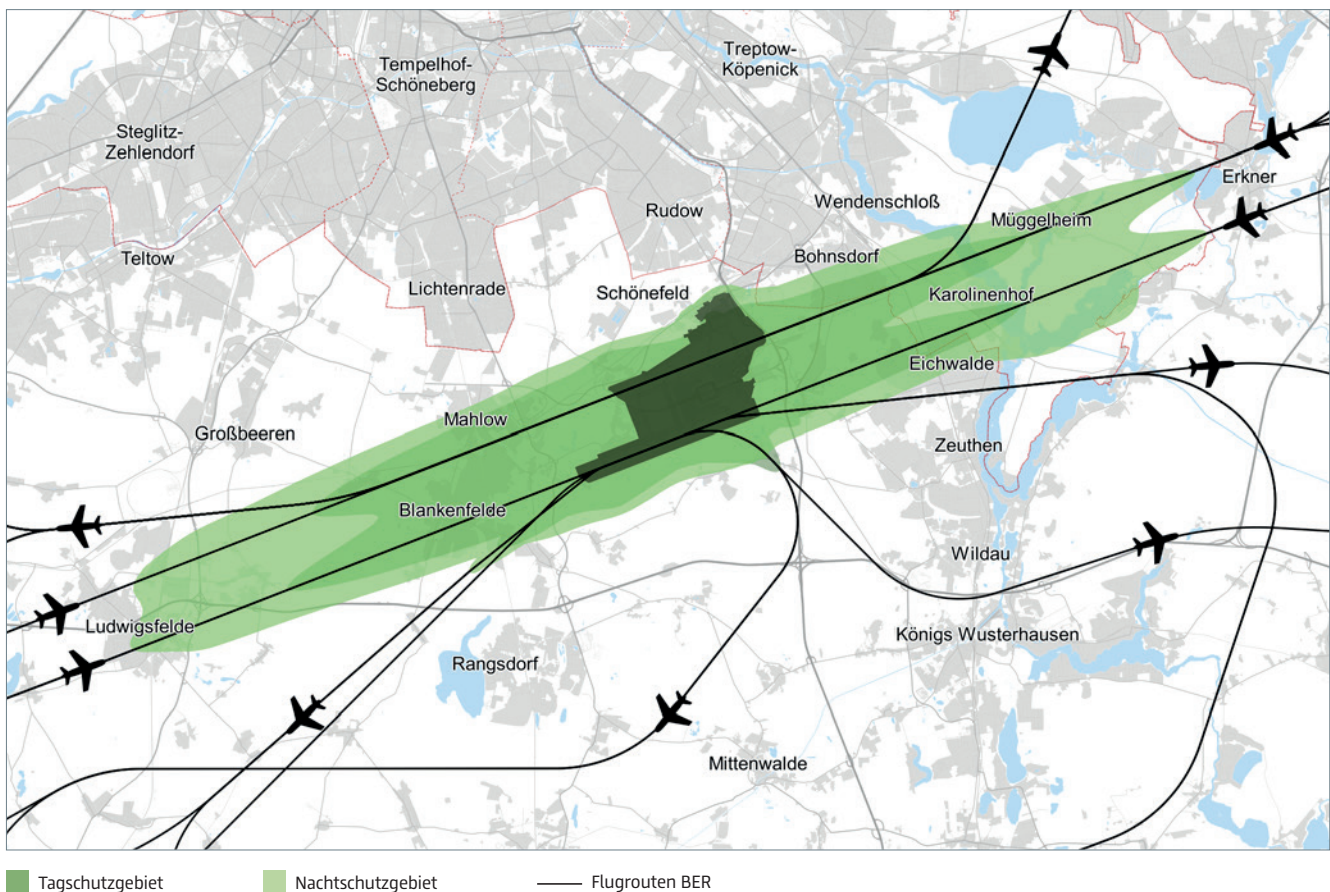 Treptow-
Köpenick
Tempelhof-
Schöneberg
Steglitz-
Zehlendorf
Erkner
Wendenschloß
Rudow
Müggelheim
Teltow
Bohnsdorf
Lichtenrade
Schönefeld
Karolinenhof
Eichwalde
Mahlow
Großbeeren
Zeuthen
Blankenfelde
Wildau
Ludwigsfelde
Königs Wusterhausen
Rangsdorf
Mittenwalde
Tagschutzgebiet
Nachtschutzgebiet
Flugrouten BER